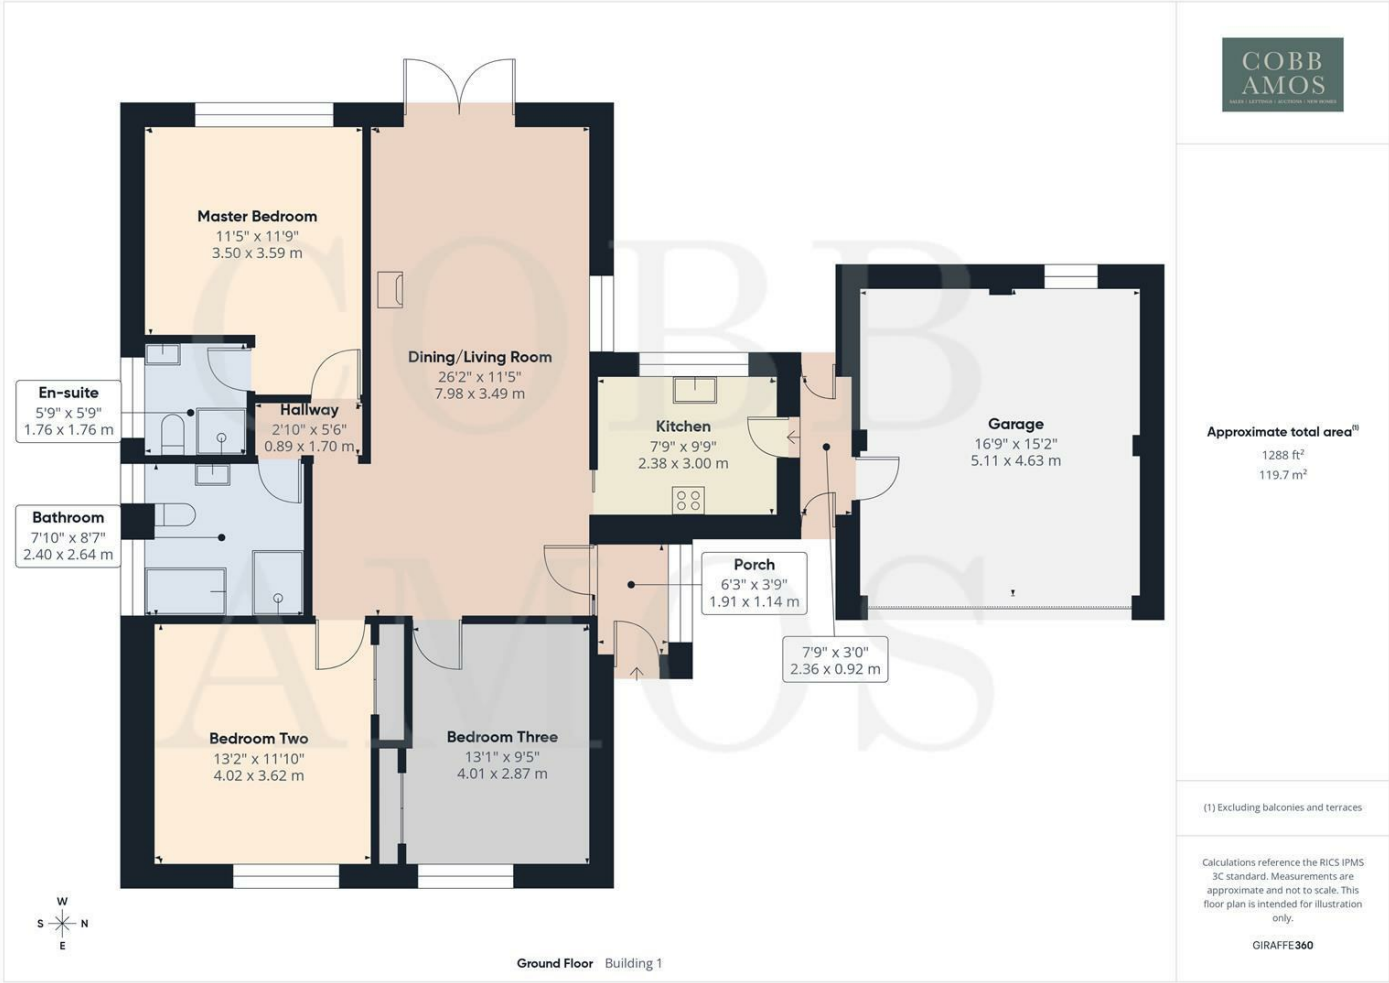 COBB
AMOS
SALES | LETTINGS | AUCTIONS | NEW HOMES
Master Bedroom
11'5" x 11'9"
3.50 x 3.59 m
Dining/Living Room
26'2" x 11'5"
7.98 x 3.49 m
En-suite
5'9" x 5'9"
1.76 x 1.76 m
Hallway
2'10" x 5'6"
0.89 x 1.70 m
Kitchen
7'9" x 9'9"
2.38 x 3.00 m
Garage
16'9" x 15'2"
5.11 x 4.63 m
Bathroom
7'10" x 8'7"
2.40 x 2.64 m
Porch
6'3" x 3'9"
1.91 x 1.14 m
7'9" x 3'0"
2.36 x 0.92 m
Bedroom Two
13'2" x 11'10"
4.02 x 3.62 m
Bedroom Three
13'1" x 9'5"
4.01 x 2.87 m
COBB
AMOS
W
S N
E
Ground Floor Building 1
Approximate total area(1)
1288 ft²
119.7 m²
(1) Excluding balconies and terraces
Calculations reference the RICS IPMS
3C standard. Measurements are
approximate and not to scale. This
floor plan is intended for illustration
only.
GIRAFFE360